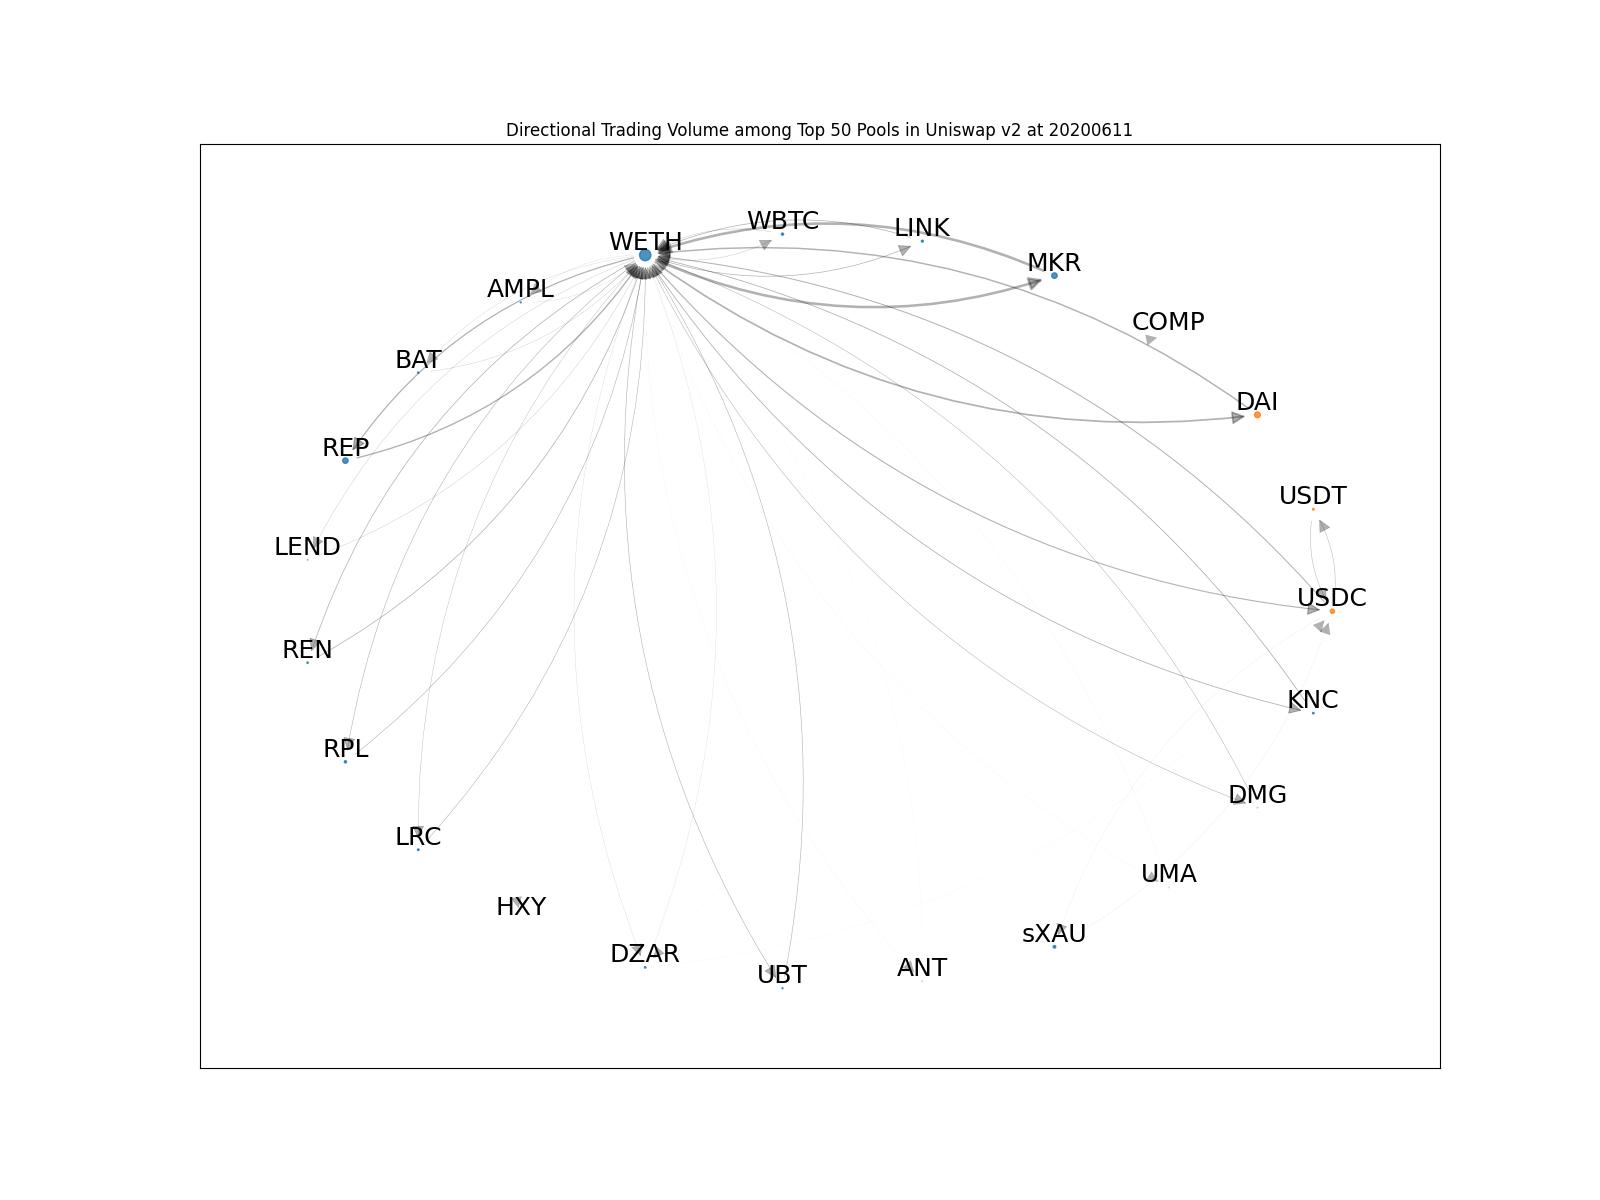 Directional Trading Volume among Top 50 Pools in Uniswap v2 at 20200611
WBTC
LINK
WETH
MKR
AMPL
COMP
BAT
DAI
REP
USDT
LEND
USDC
REN
KNC
RPL
DMG
LRC
UMA
HXY
sXAU
DZAR
ANT
UBT